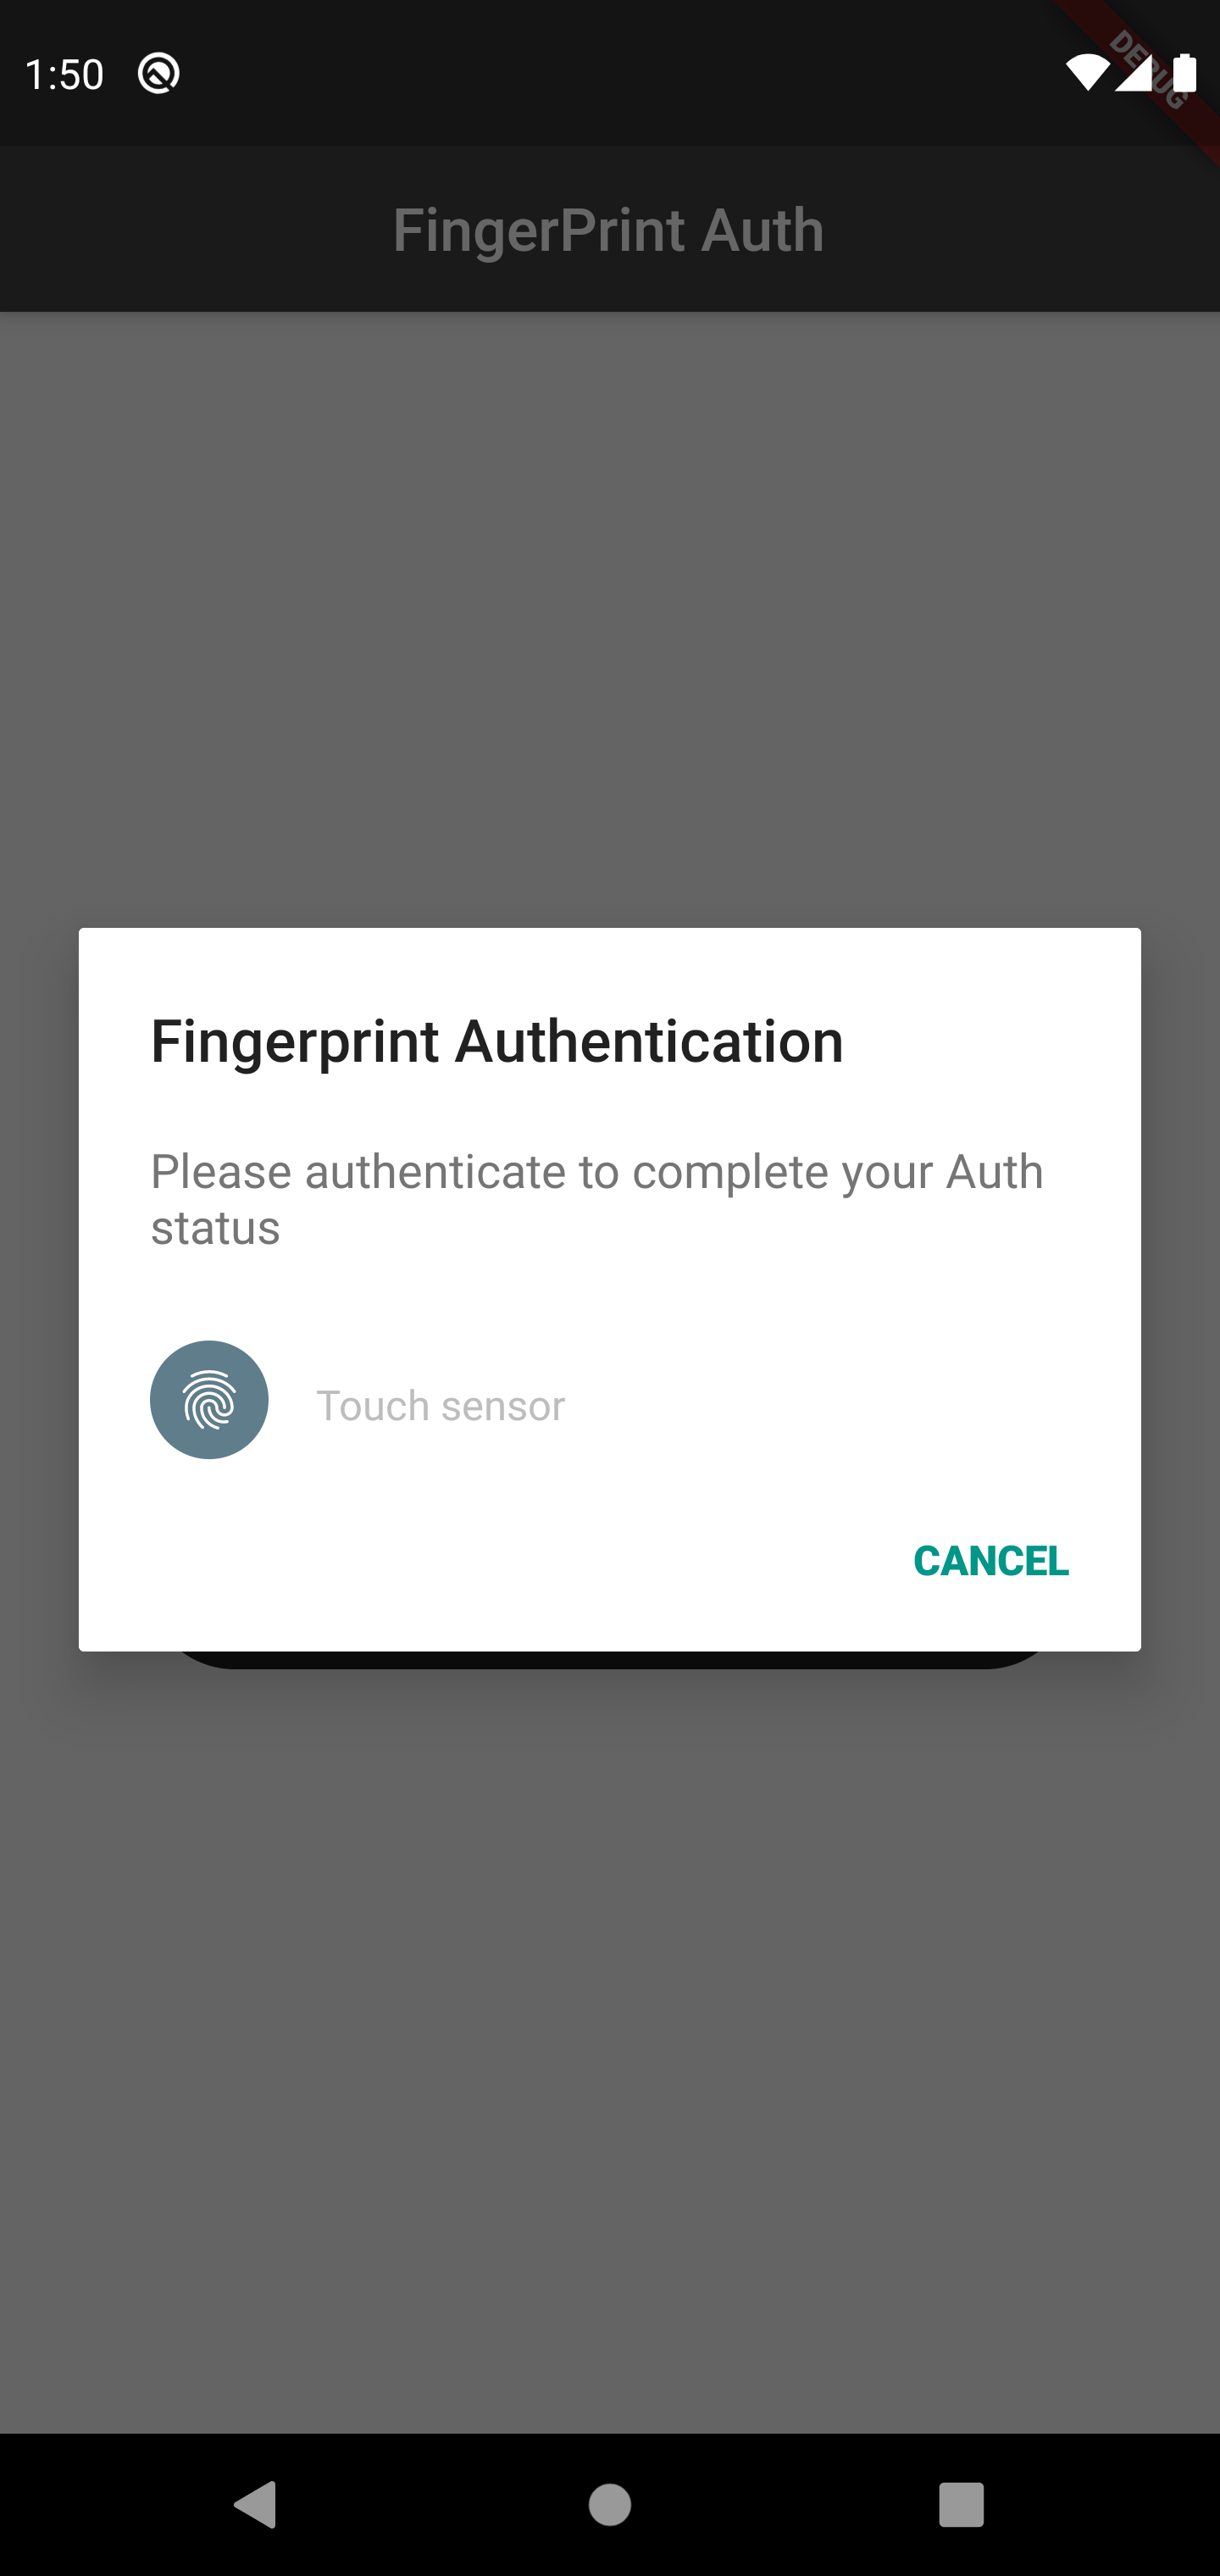 1:50
DEBUG
FingerPrint Auth
Fingerprint Authentication
Please authenticate to complete your Auth
status
Touch sensor
CANCEL